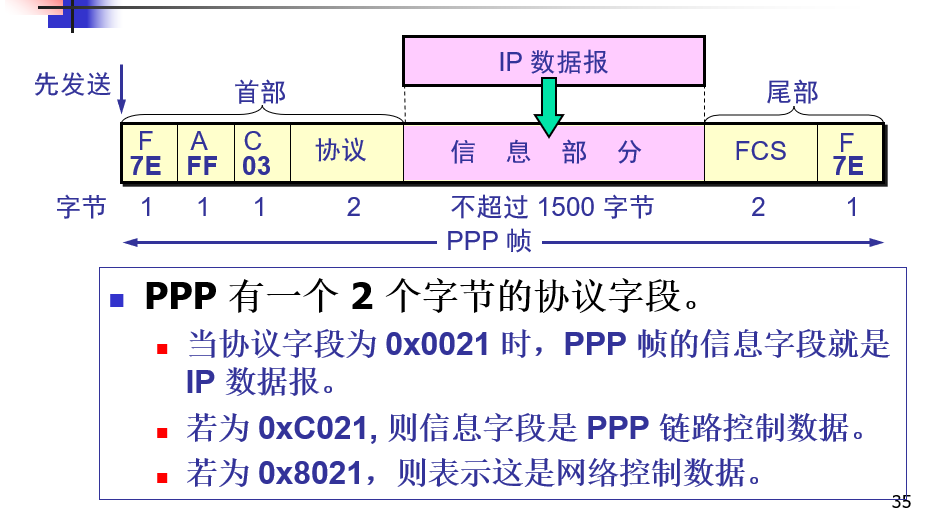 IP 数据报
先发送
首部
尾部
F A C 协议 信 息 部 分 FCS F
7E FF 03 7E
字节 1 1 1 2 不超过 1500 字节 2 1
PPP 帧
PPP 有一个 2 个字节的协议字段。
当协议字段为 0x0021 时，PPP 帧的信息字段就是
IP 数据报。
若为 0xC021, 则信息字段是 PPP 链路控制数据。
若为 0x8021，则表示这是网络控制数据。
35